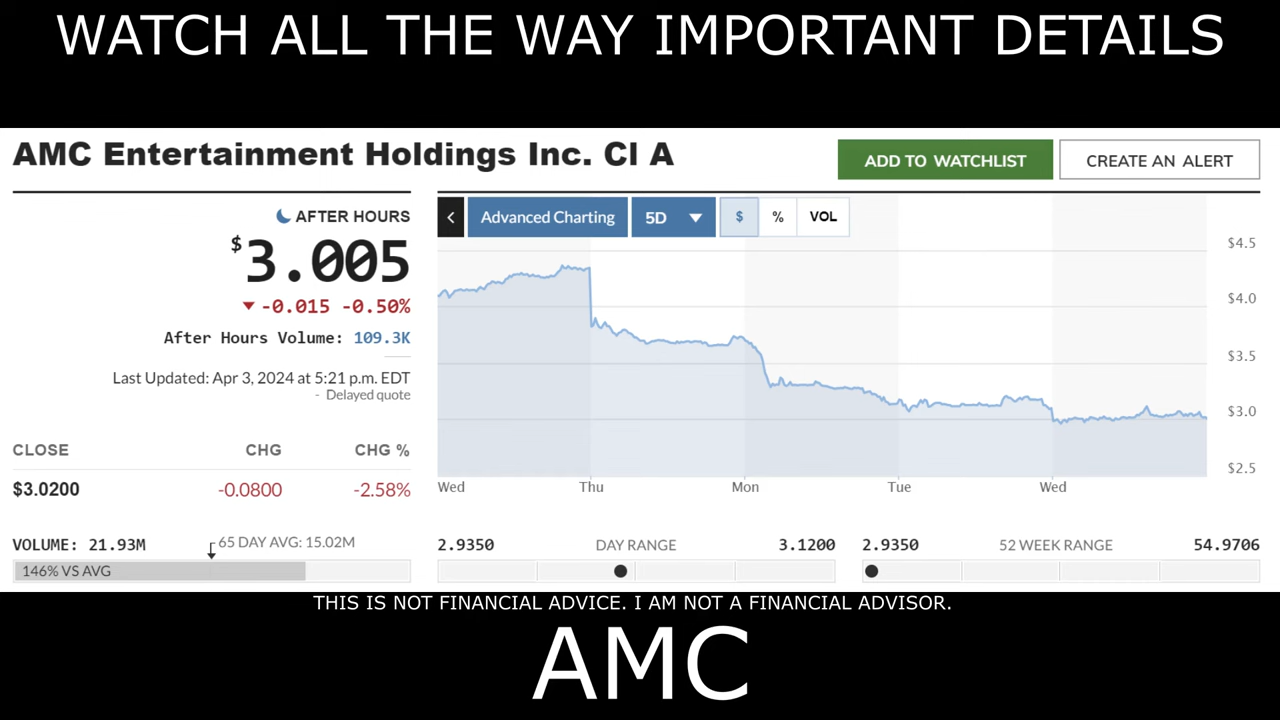 WATCH ALL THE WAY IMPORTANT DETAILS
AMC Entertainment Holdings Inc. Cl A
ADD TO WATCHLIST
CREATE AN ALERT
AFTER HOURS
$3.005
-0.015 -0.50%
After Hours Volume: 109.3K
Last Updated: Apr 3, 2024 at 5:21 p.m. EDT
- Delayed quote
CLOSE CHG CHG %
$3.0200 -0.0800 -2.58%
VOLUME: 21.93M 65 DAY AVG: 15.02M
146% VS AVG
< Advanced Charting 5D $ % VOL
$4.5
$4.0
$3.5
$3.0
$2.5
Wed Thu Mon Tue Wed
2.9350 DAY RANGE 3.1200
2.9350 52 WEEK RANGE 54.9706
THIS IS NOT FINANCIAL ADVICE. I AM NOT A FINANCIAL ADVISOR.
AMC